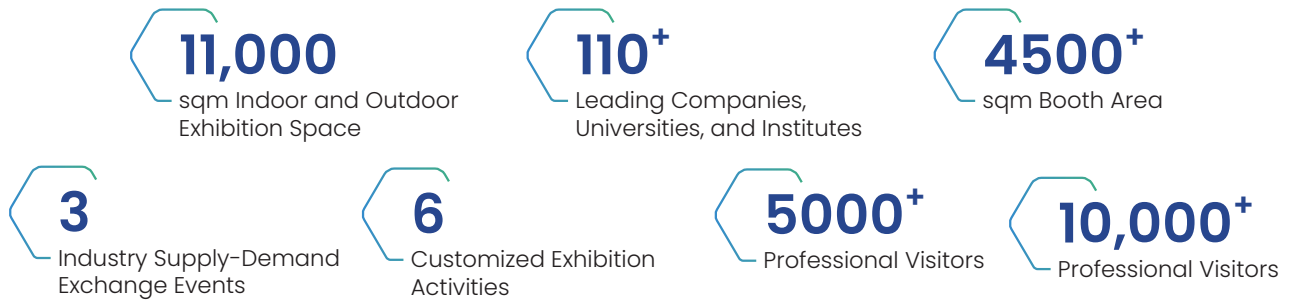 11,000
sqm Indoor and Outdoor
Exhibition Space
110+
Leading Companies,
Universities, and Institutes
4500+
sqm Booth Area
3
Industry Supply-Demand
Exchange Events
6
Customized Exhibition
Activities
5000+
Professional Visitors
10,000+
Professional Visitors